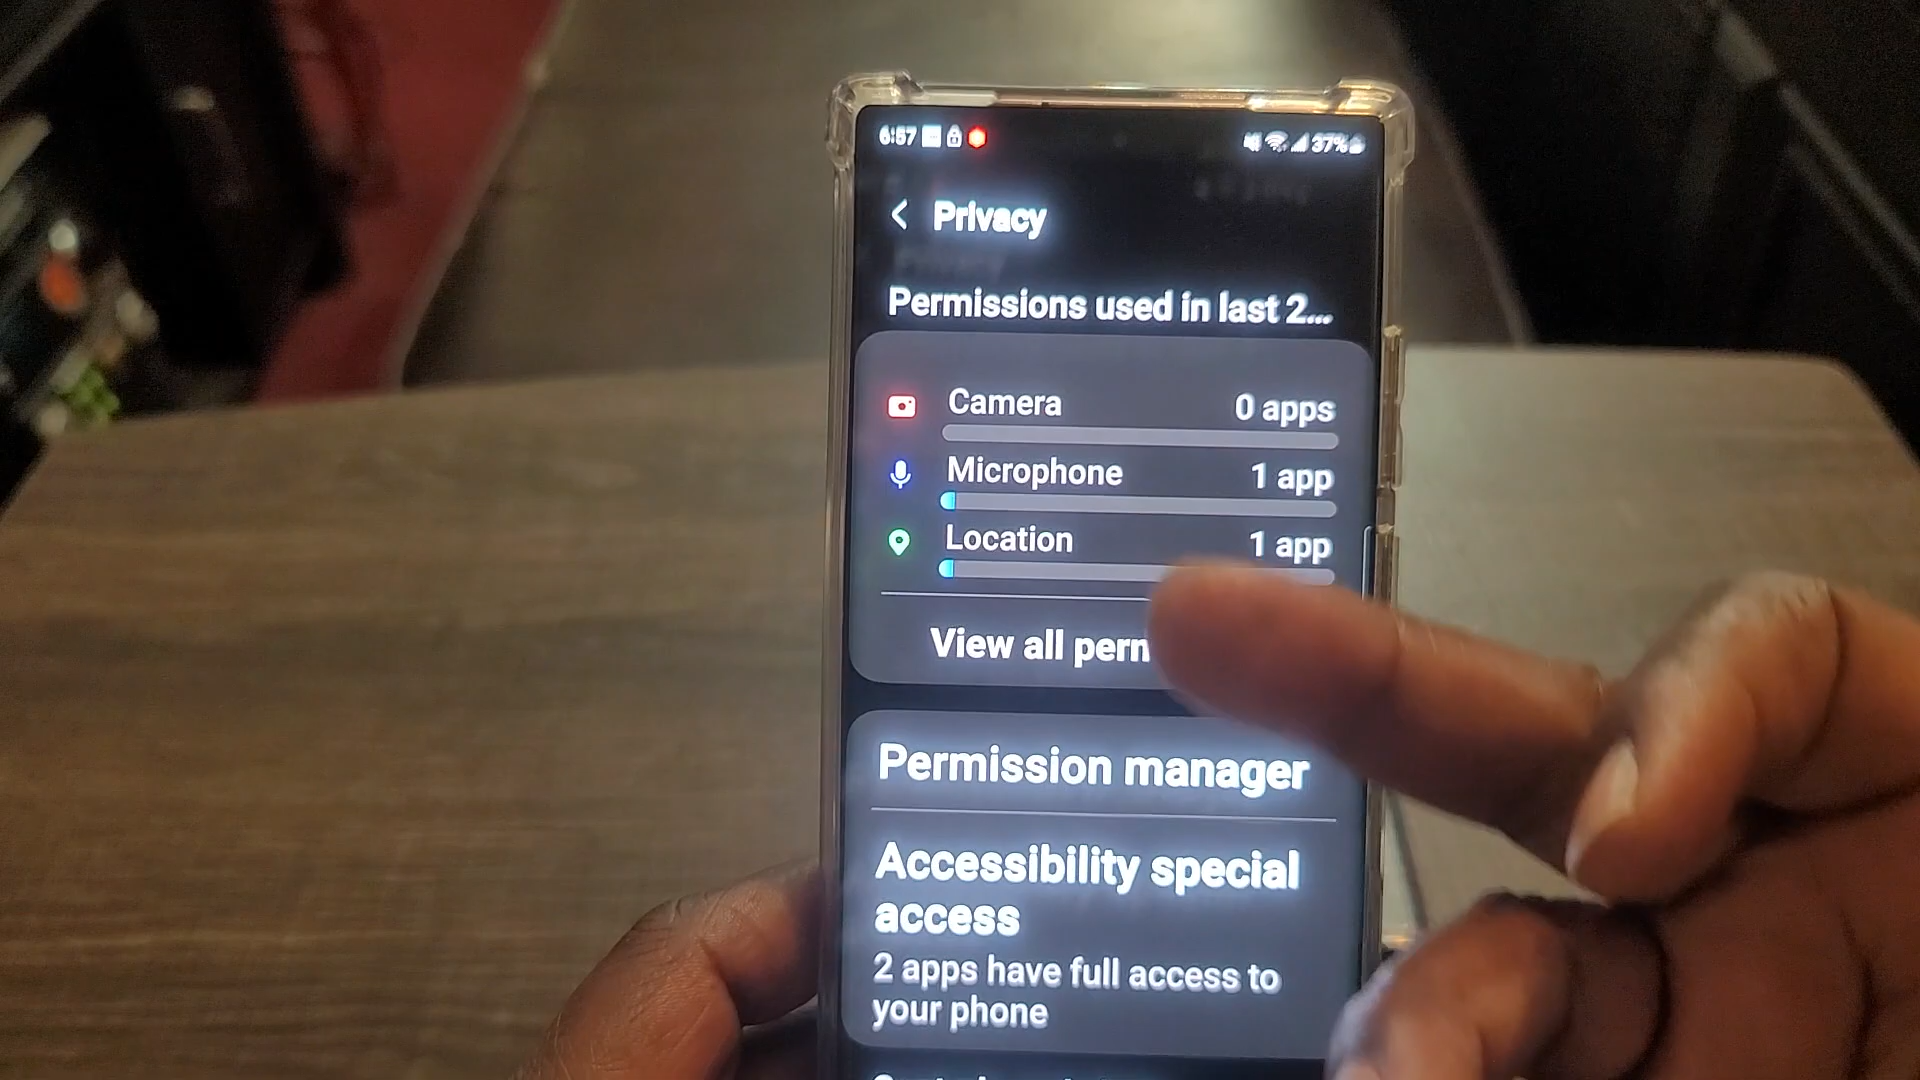 6:57 37%
Privacy
Permissions used in last 2...
Camera 0 apps
Microphone 1 app
Location 1 app
View all perm
Permission manager
Accessibility special
access
2 apps have full access to
your phone